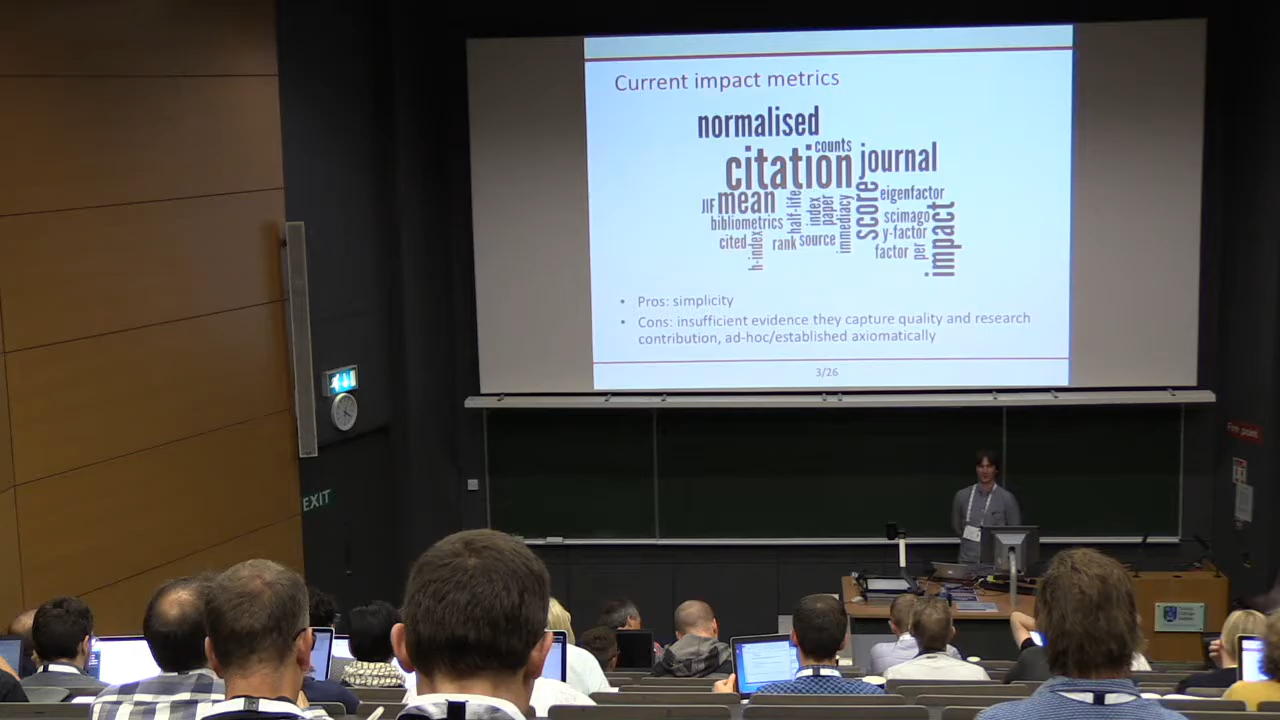 Current impact metrics
normalised
counts
citation
journal
JIF
mean
half-life
index
paper
immediacy
score
eigenfactor
bibliometrics
scimago
y-factor
cited
h-index
rank
source
factor
per
impact
• Pros: simplicity
• Cons: insufficient evidence they capture quality and research
contribution, ad-hoc/established axiomatically
3/26
EXIT